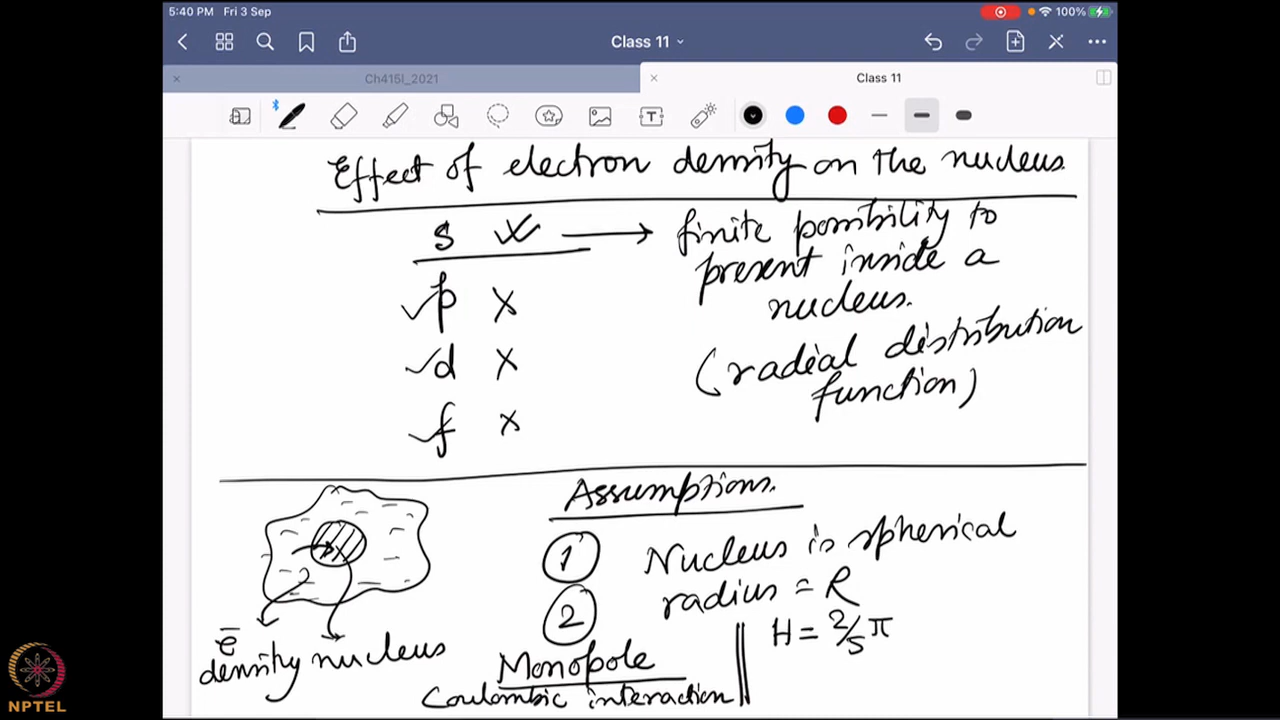 5:40 PM Fri 3 Sep
100%
Class 11
Ch415I_2021
Class 11
T
Effect of electron density on the nucleus.
s
finite possibility to
present inside a
nucleus.
p ×
d ×
f ×
(radial distribution
function)
Assumptions.
1 Nucleus is spherical
radius = R
2
H = 2/5 π
e̅
density nucleus
Monopole
Coulombic interaction
NPTEL